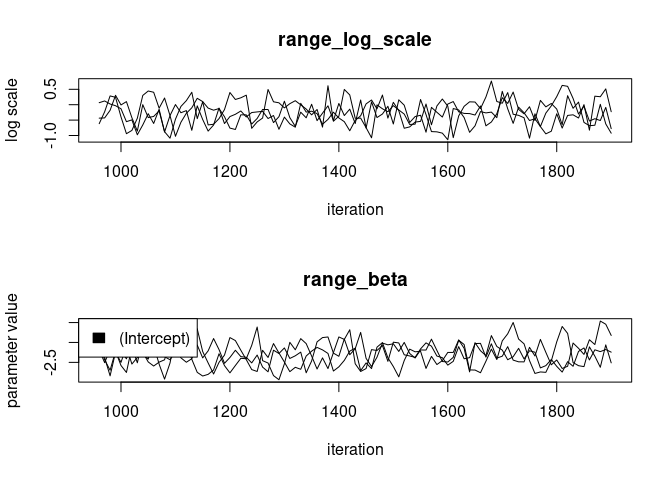 range_log_scale
log scale
0.5
-1.0
1000 1200 1400 1600 1800
iteration
range_beta
parameter value
(Intercept)
-2.5
1000 1200 1400 1600 1800
iteration